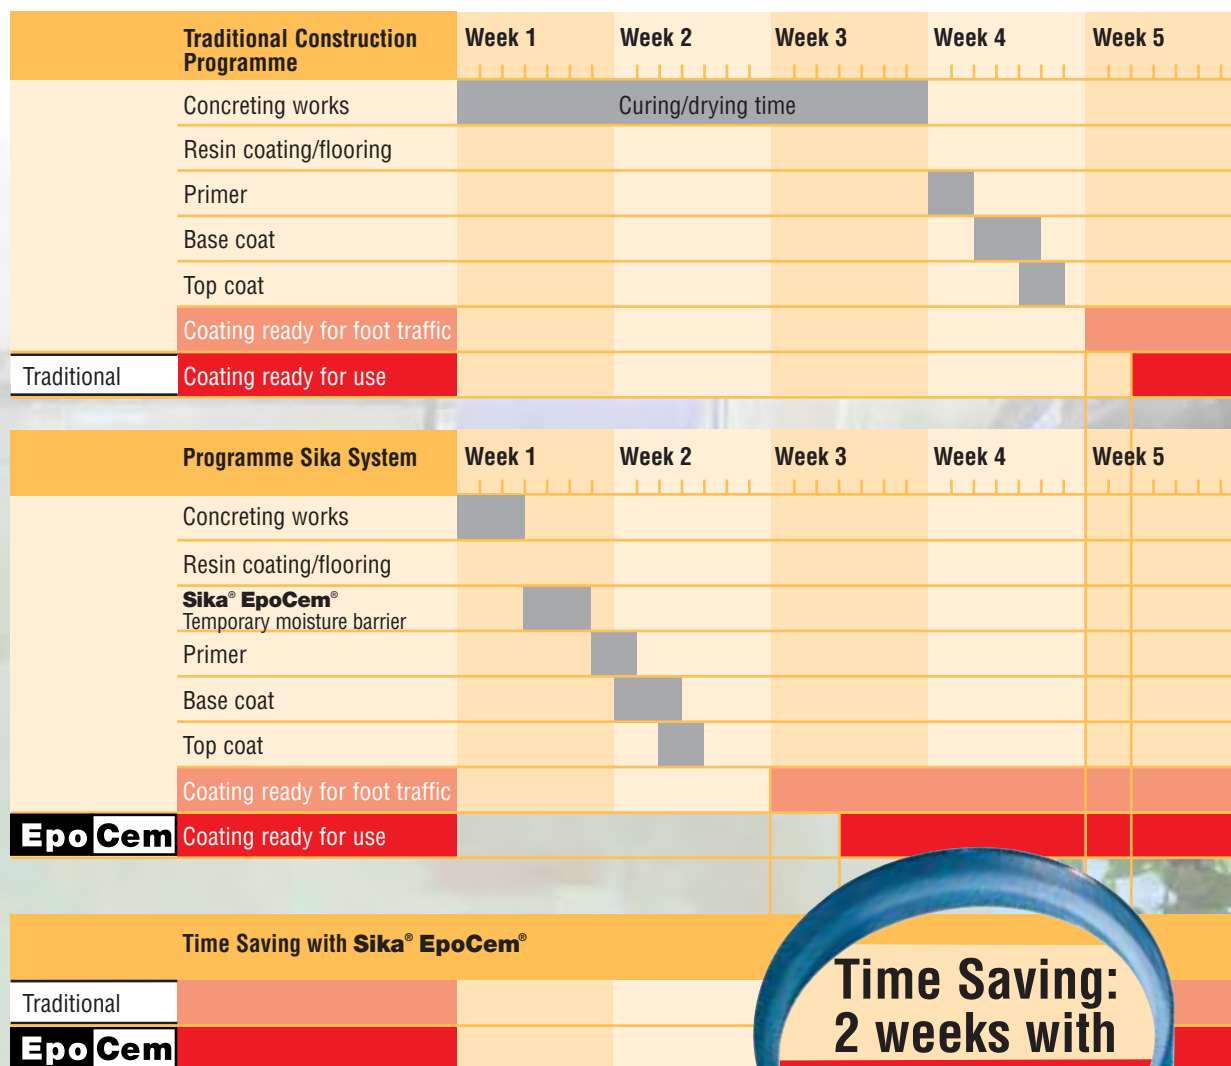 Traditional Construction Programme Week 1 Week 2 Week 3 Week 4 Week 5
Concreting works Curing/drying time
Resin coating/flooring
Primer
Base coat
Top coat
Coating ready for foot traffic
Traditional Coating ready for use
Programme Sika System Week 1 Week 2 Week 3 Week 4 Week 5
Concreting works
Resin coating/flooring
Sika® EpoCem®
Temporary moisture barrier
Primer
Base coat
Top coat
Coating ready for foot traffic
EpoCem Coating ready for use
Time Saving with Sika® EpoCem®
Traditional
EpoCem
Time Saving:
2 weeks with